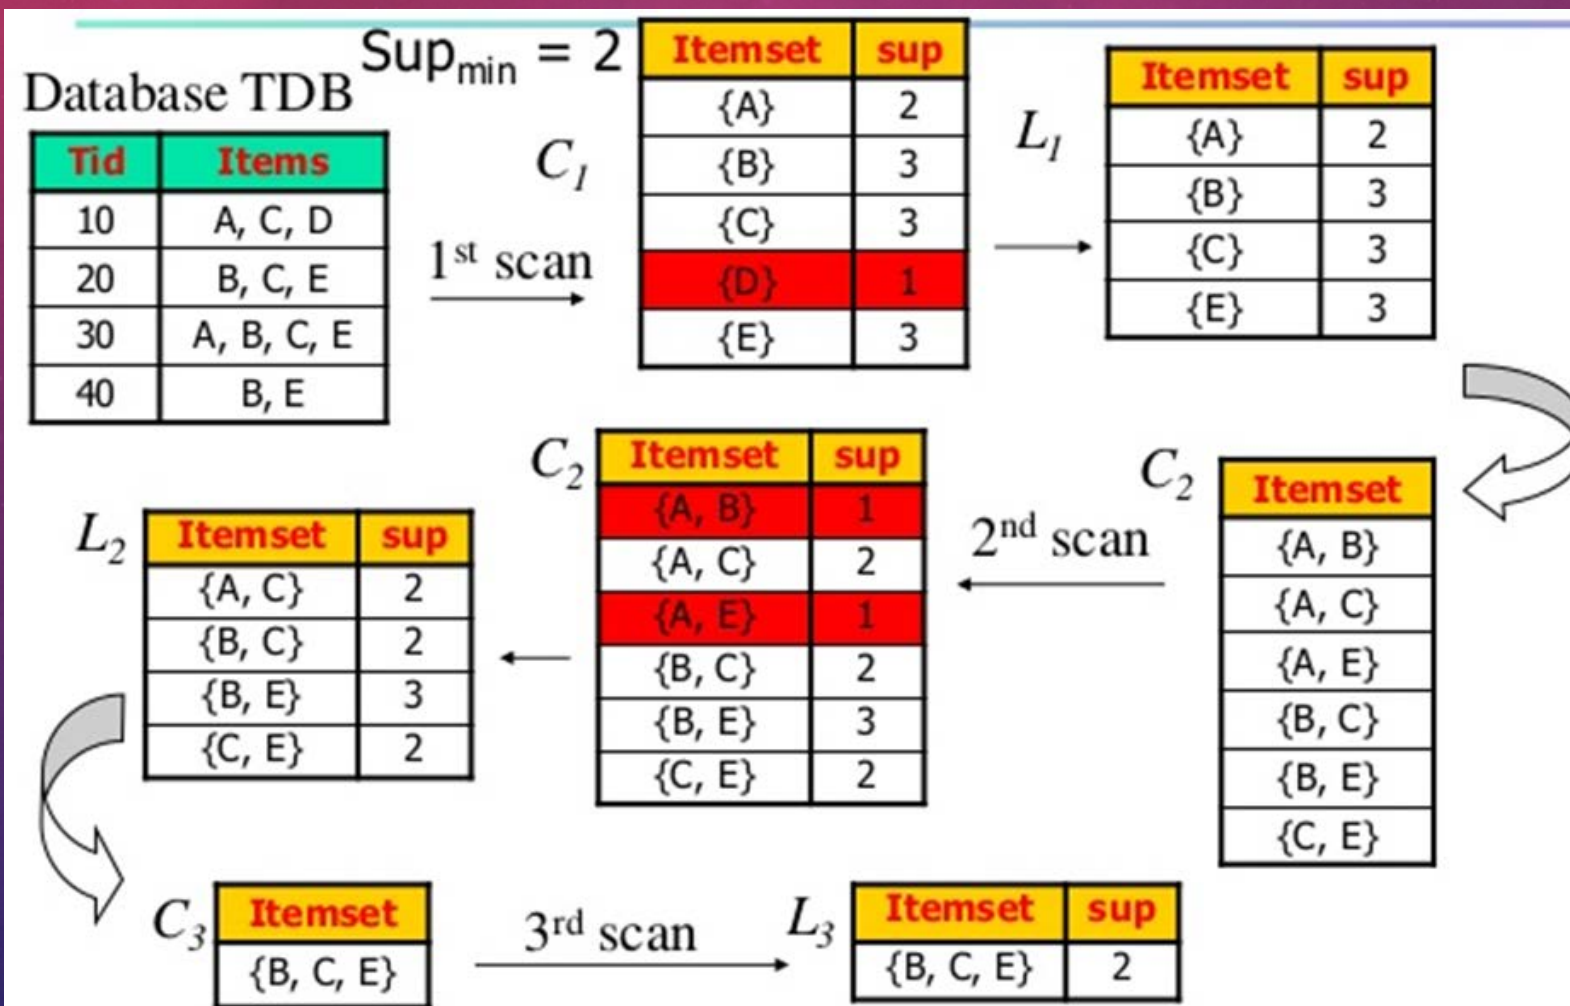 Sup_min = 2
Database TDB
Tid Items
10 A, C, D
20 B, C, E
30 A, B, C, E
40 B, E
1st scan
C1
Itemset sup
{A} 2
{B} 3
{C} 3
{D} 1
{E} 3
L1
Itemset sup
{A} 2
{B} 3
{C} 3
{E} 3
C2
Itemset
{A, B}
{A, C}
{A, E}
{B, C}
{B, E}
{C, E}
2nd scan
C2
Itemset sup
{A, B} 1
{A, C} 2
{A, E} 1
{B, C} 2
{B, E} 3
{C, E} 2
L2
Itemset sup
{A, C} 2
{B, C} 2
{B, E} 3
{C, E} 2
C3
Itemset
{B, C, E}
3rd scan
L3
Itemset sup
{B, C, E} 2